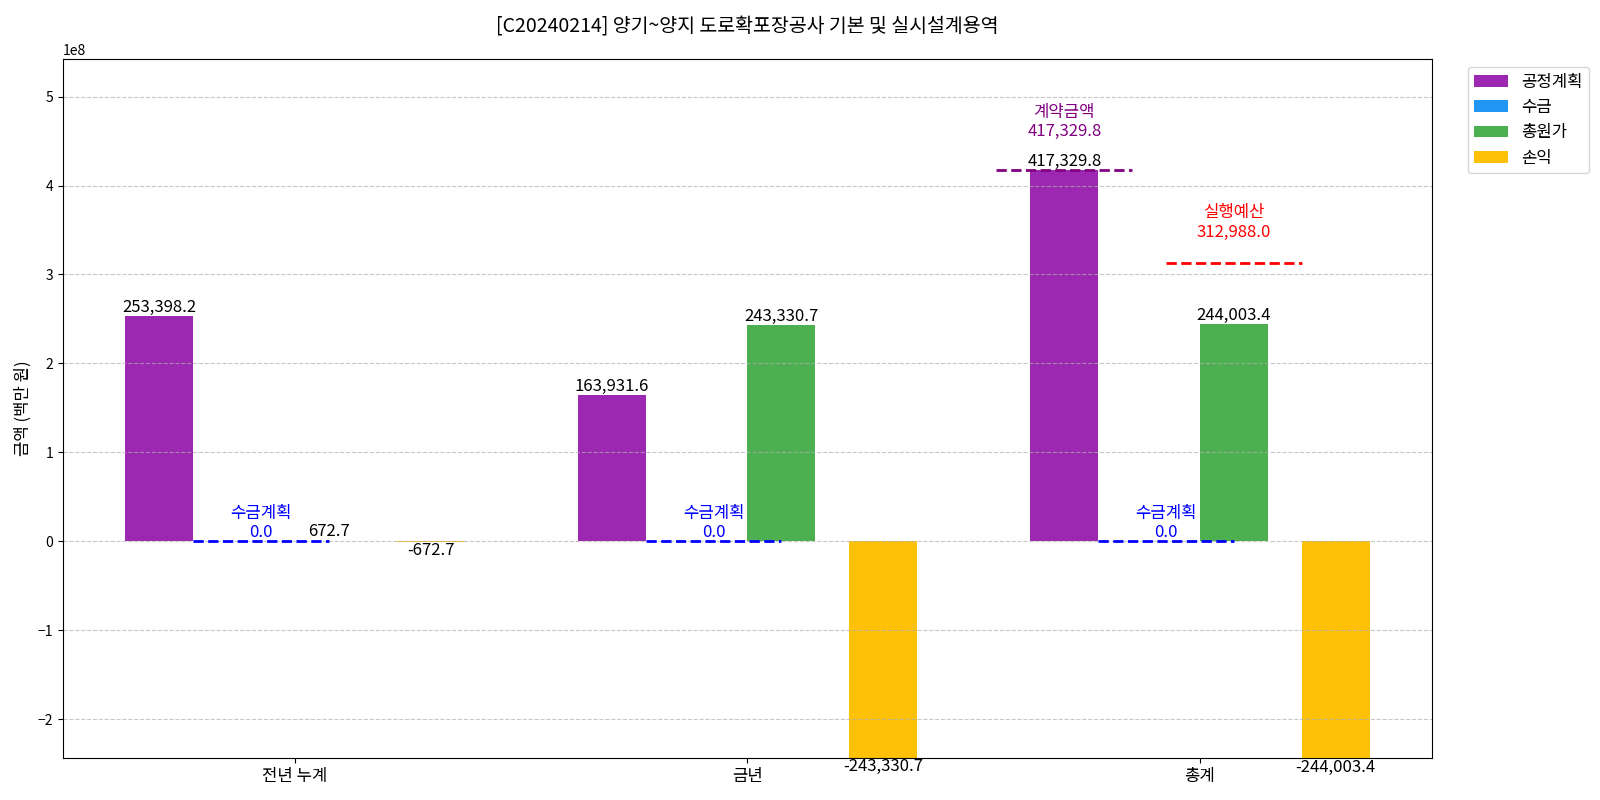 [C20240214] 양기~양지 도로확포장공사 기본 및 실시설계용역
1e8
5
4
3
2
1
0
−1
−2
금액 (백만 원)
공정계획
수금
총원가
손익
계약금액
417,329.8
417,329.8
실행예산
312,988.0
253,398.2
243,330.7
244,003.4
163,931.6
수금계획
0.0
672.7
-672.7
수금계획
0.0
수금계획
0.0
-243,330.7
-244,003.4
전년 누계
금년
총계